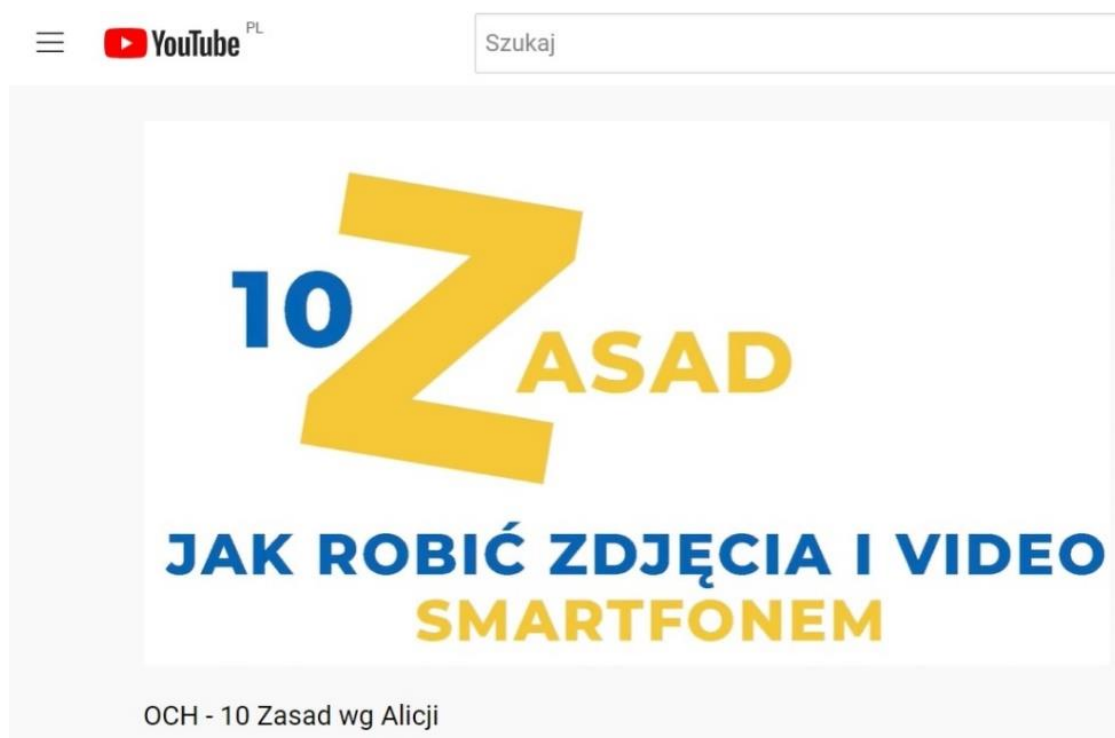 YouTube PL
Szukaj
10 ZASAD
JAK ROBIĆ ZDJĘCIA I VIDEO
SMARTFONEM
OCH - 10 Zasad wg Alicji